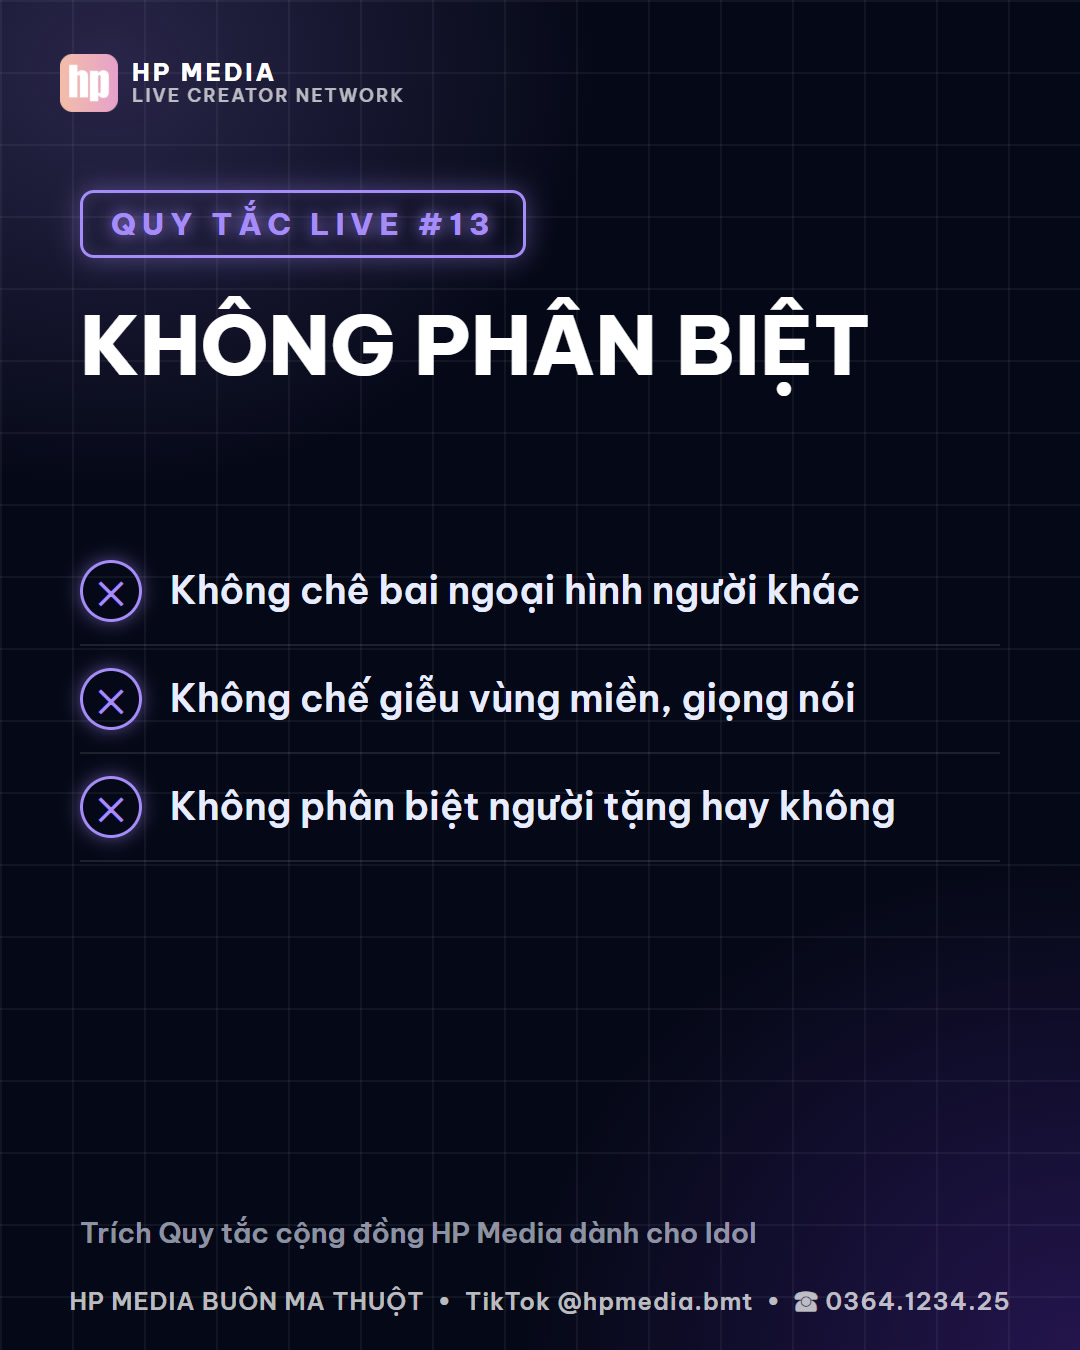 hp
HP MEDIA
LIVE CREATOR NETWORK
QUY TẮC LIVE #13
KHÔNG PHÂN BIỆT
Không chê bai ngoại hình người khác
Không chế giễu vùng miền, giọng nói
Không phân biệt người tặng hay không
Trích Quy tắc cộng đồng HP Media dành cho Idol
HP MEDIA BUÔN MA THUỘT • TikTok @hpmedia.bmt • ☎ 0364.1234.25